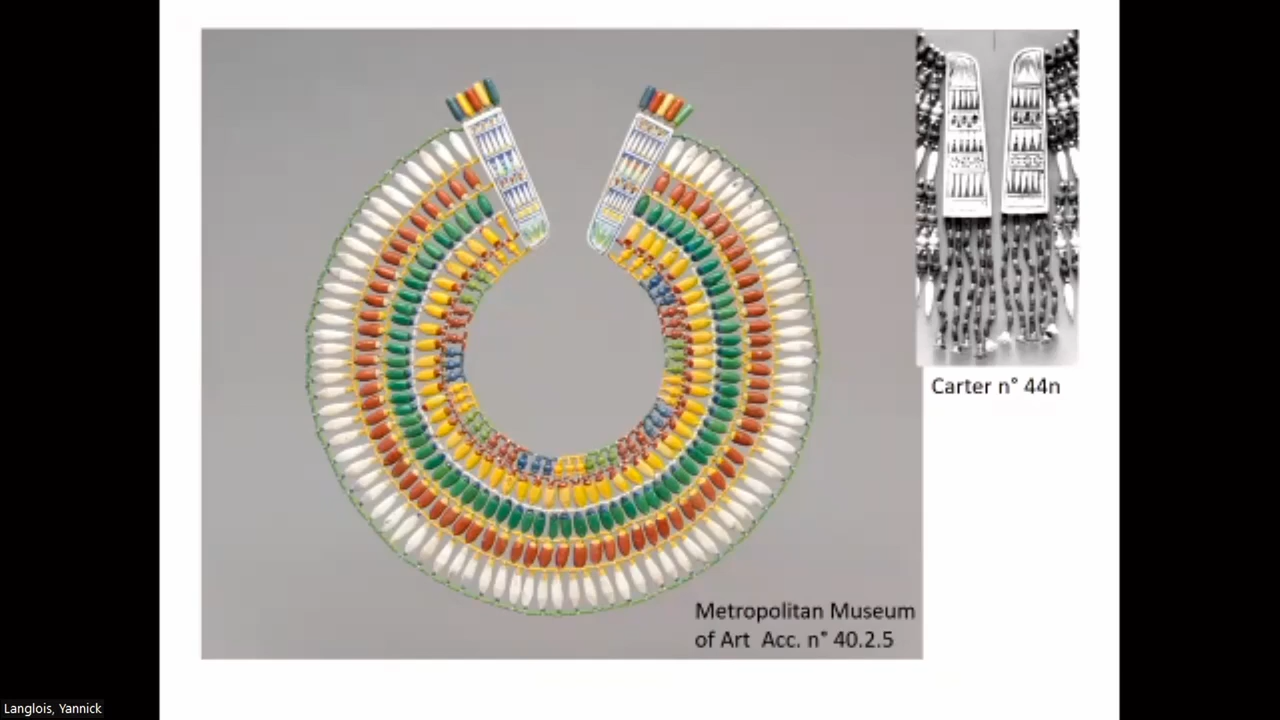 Carter n° 44n
Metropolitan Museum
of Art Acc. n° 40.2.5
Langlois, Yannick